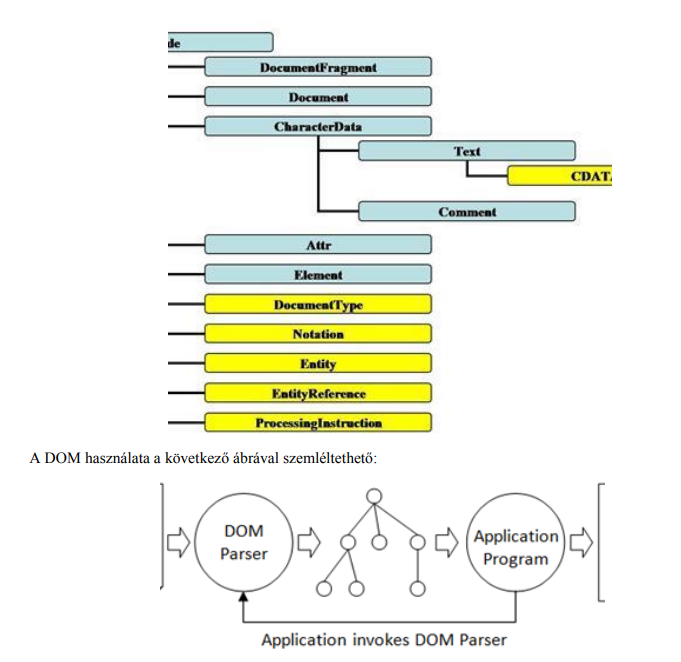 de
DocumentFragment
Document
CharacterData
Text
CDATA
Comment
Attr
Element
DocumentType
Notation
Entity
EntityReference
ProcessingInstruction
A DOM használata a következő ábrával szemléltethető:
DOM
Parser
Application
Program
Application invokes DOM Parser